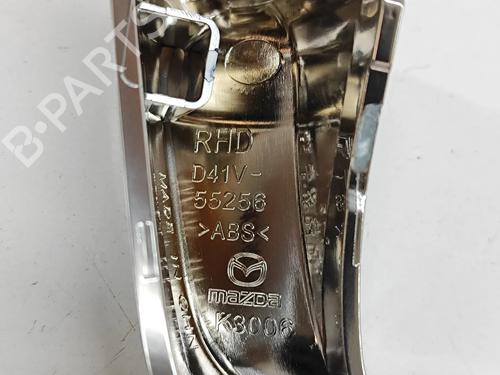 B-PARTS
RHD
D41V-
55256
>ABS<
mazda
K3006